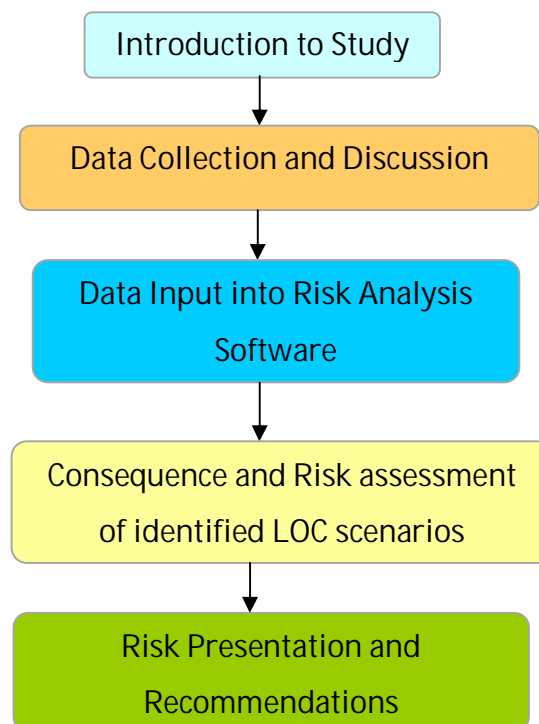 Introduction to Study
Data Collection and Discussion
Data Input into Risk Analysis
Software
Consequence and Risk assessment
of identified LOC scenarios
Risk Presentation and
Recommendations